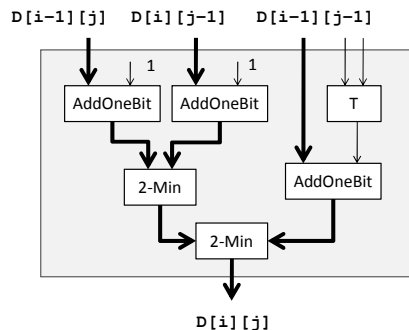 D[i-1][j] D[i][j-1] D[i-1][j-1]
1 1
AddOneBit AddOneBit T
2-Min AddOneBit
2-Min
D[i][j]